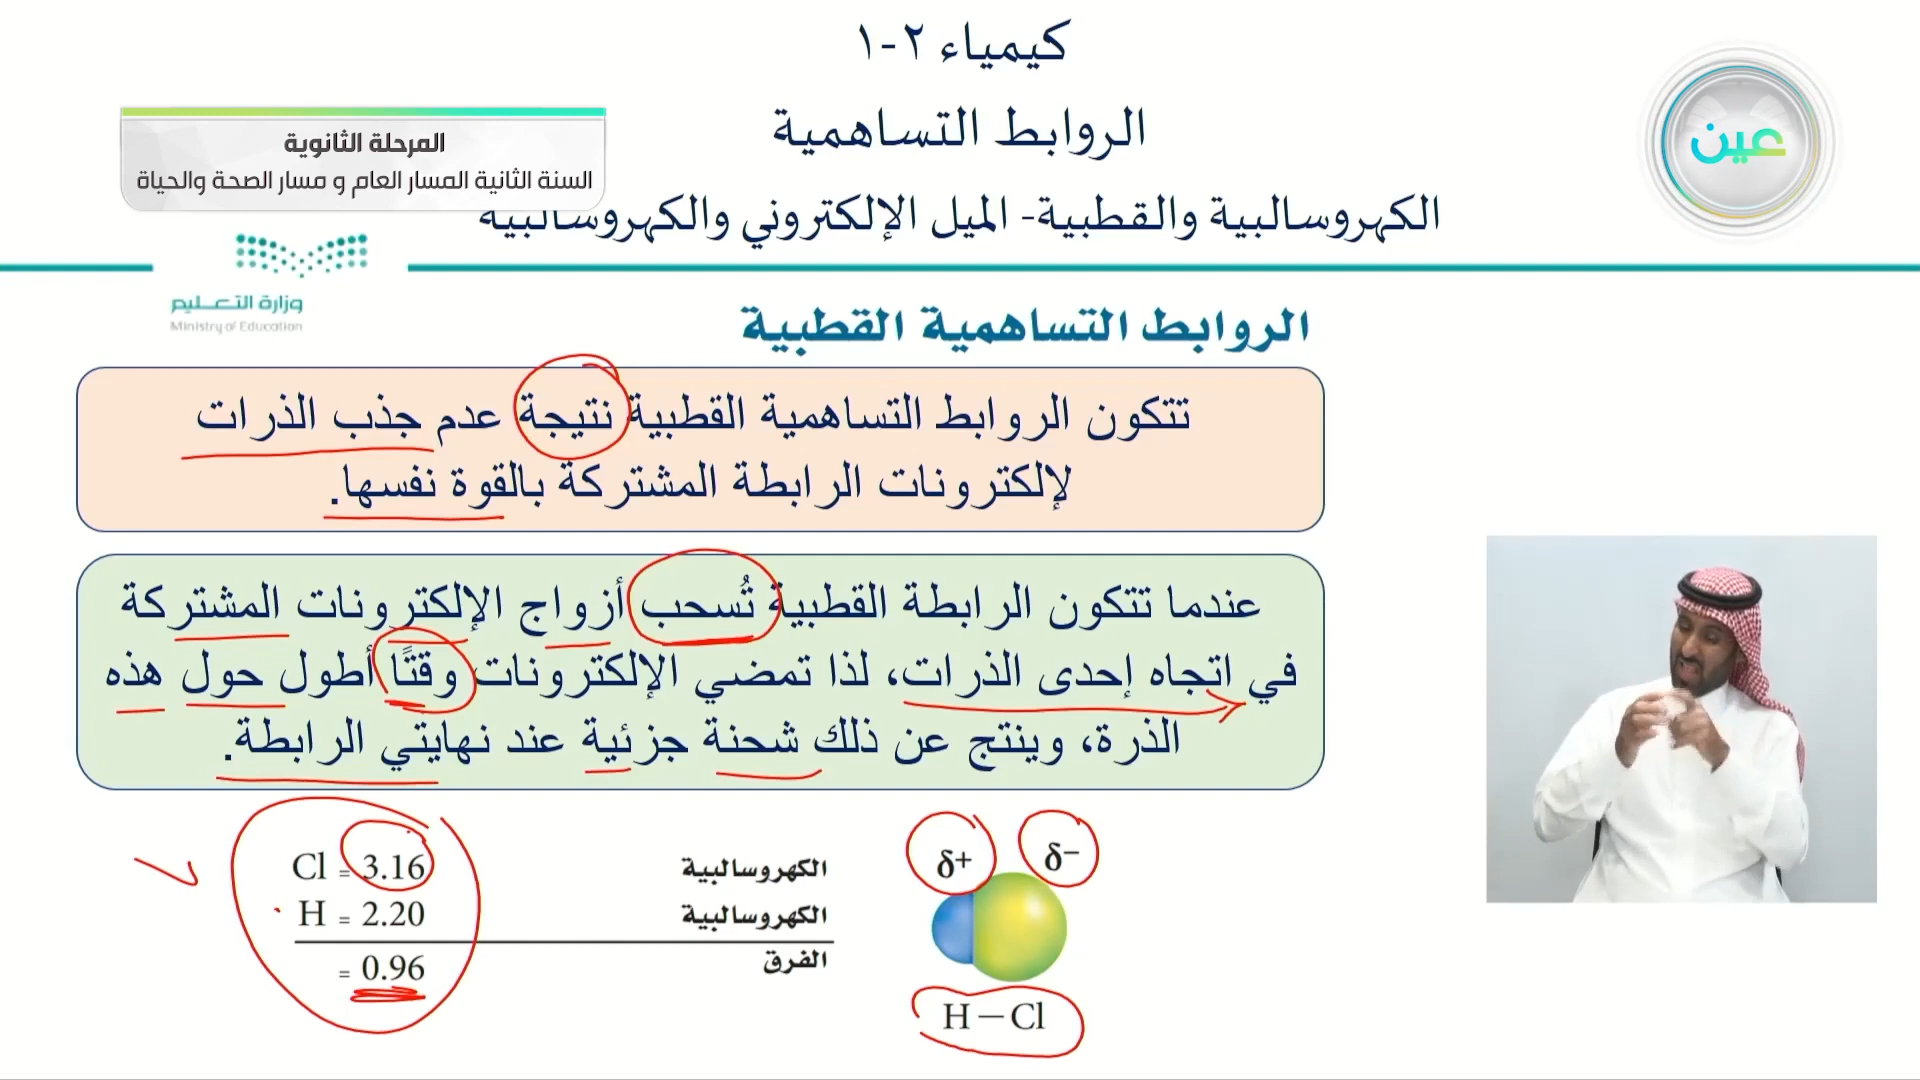 كيمياء ٢-١
الروابط التساهمية
الكهروسالبية والقطبية- الميل الإلكتروني والكهروسالبية
المرحلة الثانوية
السنة الثانية المسار العام و مسار الصحة والحياة
عين
وزارة التعليم
Ministry of Education
الروابط التساهمية القطبية
تتكون الروابط التساهمية القطبية نتيجة عدم جذب الذرات
لإلكترونات الرابطة المشتركة بالقوة نفسها.
عندما تتكون الرابطة القطبية تُسحب أزواج الإلكترونات المشتركة
في اتجاه إحدى الذرات، لذا تمضي الإلكترونات وقتًا أطول حول هذه
الذرة، وينتج عن ذلك شحنة جزئية عند نهايتي الرابطة.
الكهروسالبية Cl = 3.16
الكهروسالبية H = 2.20
الفرق = 0.96
δ+ δ−
H—Cl